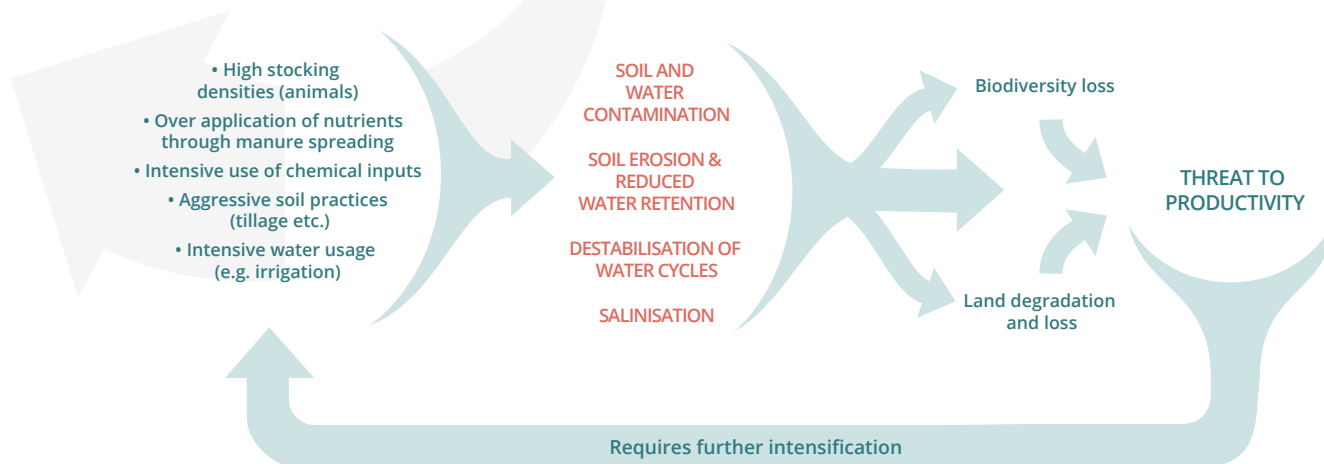 • High stocking
densities (animals)
• Over application of nutrients
through manure spreading
• Intensive use of chemical inputs
• Aggressive soil practices
(tillage etc.)
• Intensive water usage
(e.g. irrigation)
SOIL AND
WATER
CONTAMINATION
SOIL EROSION &
REDUCED
WATER RETENTION
DESTABILISATION OF
WATER CYCLES
SALINISATION
Biodiversity loss
Land degradation
and loss
THREAT TO
PRODUCTIVITY
Requires further intensification